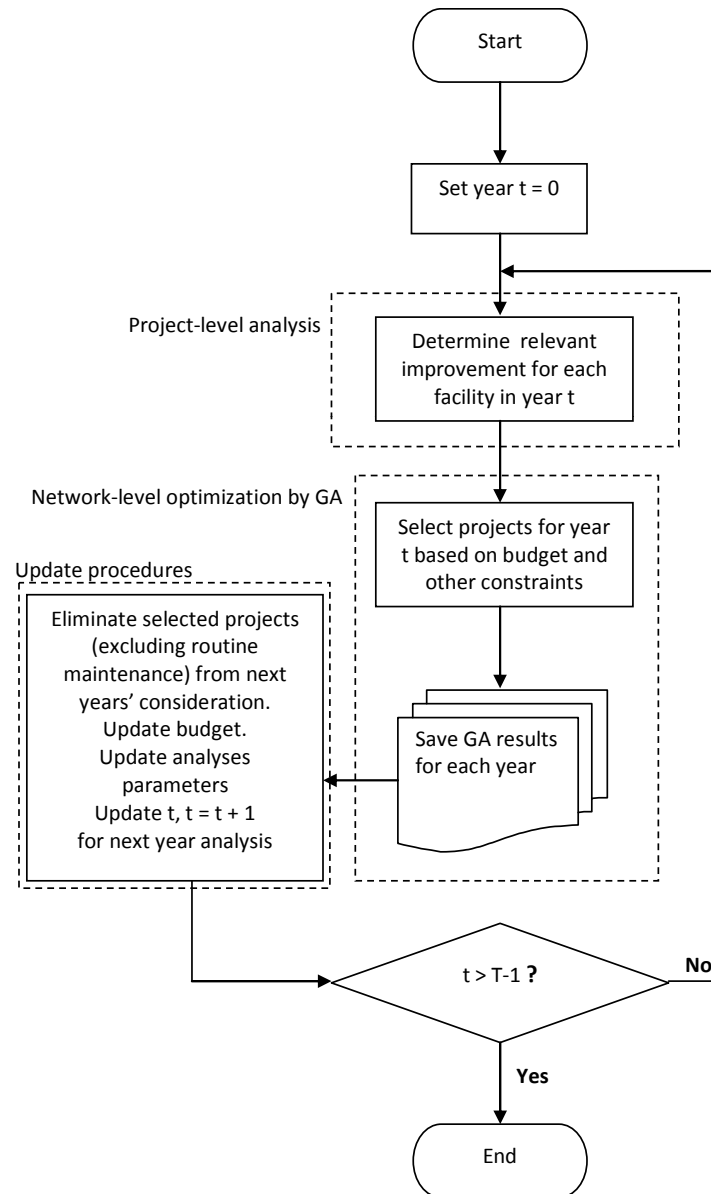 Start
Set year t = 0
Project-level analysis
Determine relevant
improvement for each
facility in year t
Network-level optimization by GA
Select projects for year
t based on budget and
other constraints
Update procedures
Eliminate selected projects
(excluding routine
maintenance) from next
years’ consideration.
Update budget.
Update analyses
parameters
Update t, t = t + 1
for next year analysis
Save GA results
for each year
t > T-1 ?
No
Yes
End